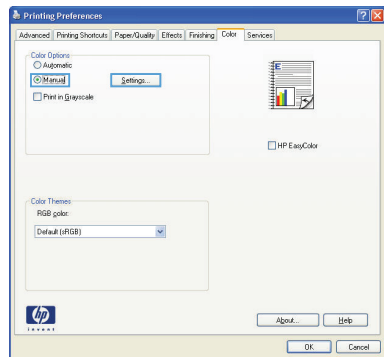 Printing Preferences
Advanced Printing Shortcuts Paper/Quality Effects Finishing Color Services
Color Options
Automatic
Manual
Settings...
Print in Grayscale
E
HP EasyColor
Color Themes
RGB color:
Default (sRGB)
hp
invent
About...
Help
OK
Cancel